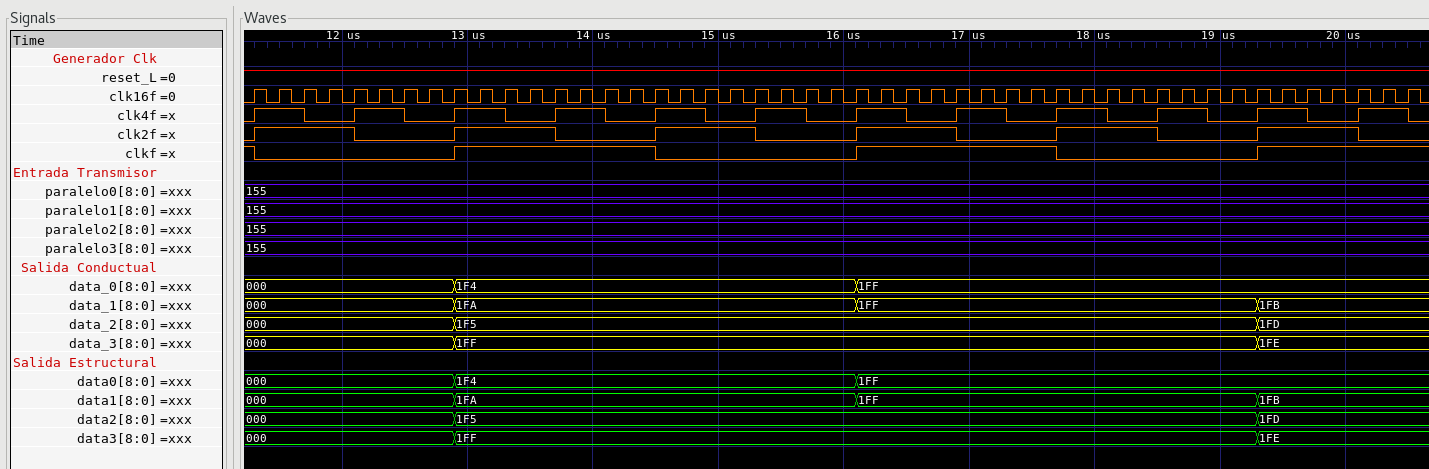 Signals
Waves
Time
12 us 13 us 14 us 15 us 16 us 17 us 18 us 19 us 20 us
Generador Clk
reset_L=0
clk16f=0
clk4f=x
clk2f=x
clkf=x
Entrada Transmisor
paralelo0[8:0]=xxx 155
paralelo1[8:0]=xxx 155
paralelo2[8:0]=xxx 155
paralelo3[8:0]=xxx 155
Salida Conductual
data_0[8:0]=xxx 000 1F4 1FF
data_1[8:0]=xxx 000 1FA 1FF 1FB
data_2[8:0]=xxx 000 1F5 1FD
data_3[8:0]=xxx 000 1FF 1FE
Salida Estructural
data0[8:0]=xxx 000 1F4 1FF
data1[8:0]=xxx 000 1FA 1FF 1FB
data2[8:0]=xxx 000 1F5 1FD
data3[8:0]=xxx 000 1FF 1FE